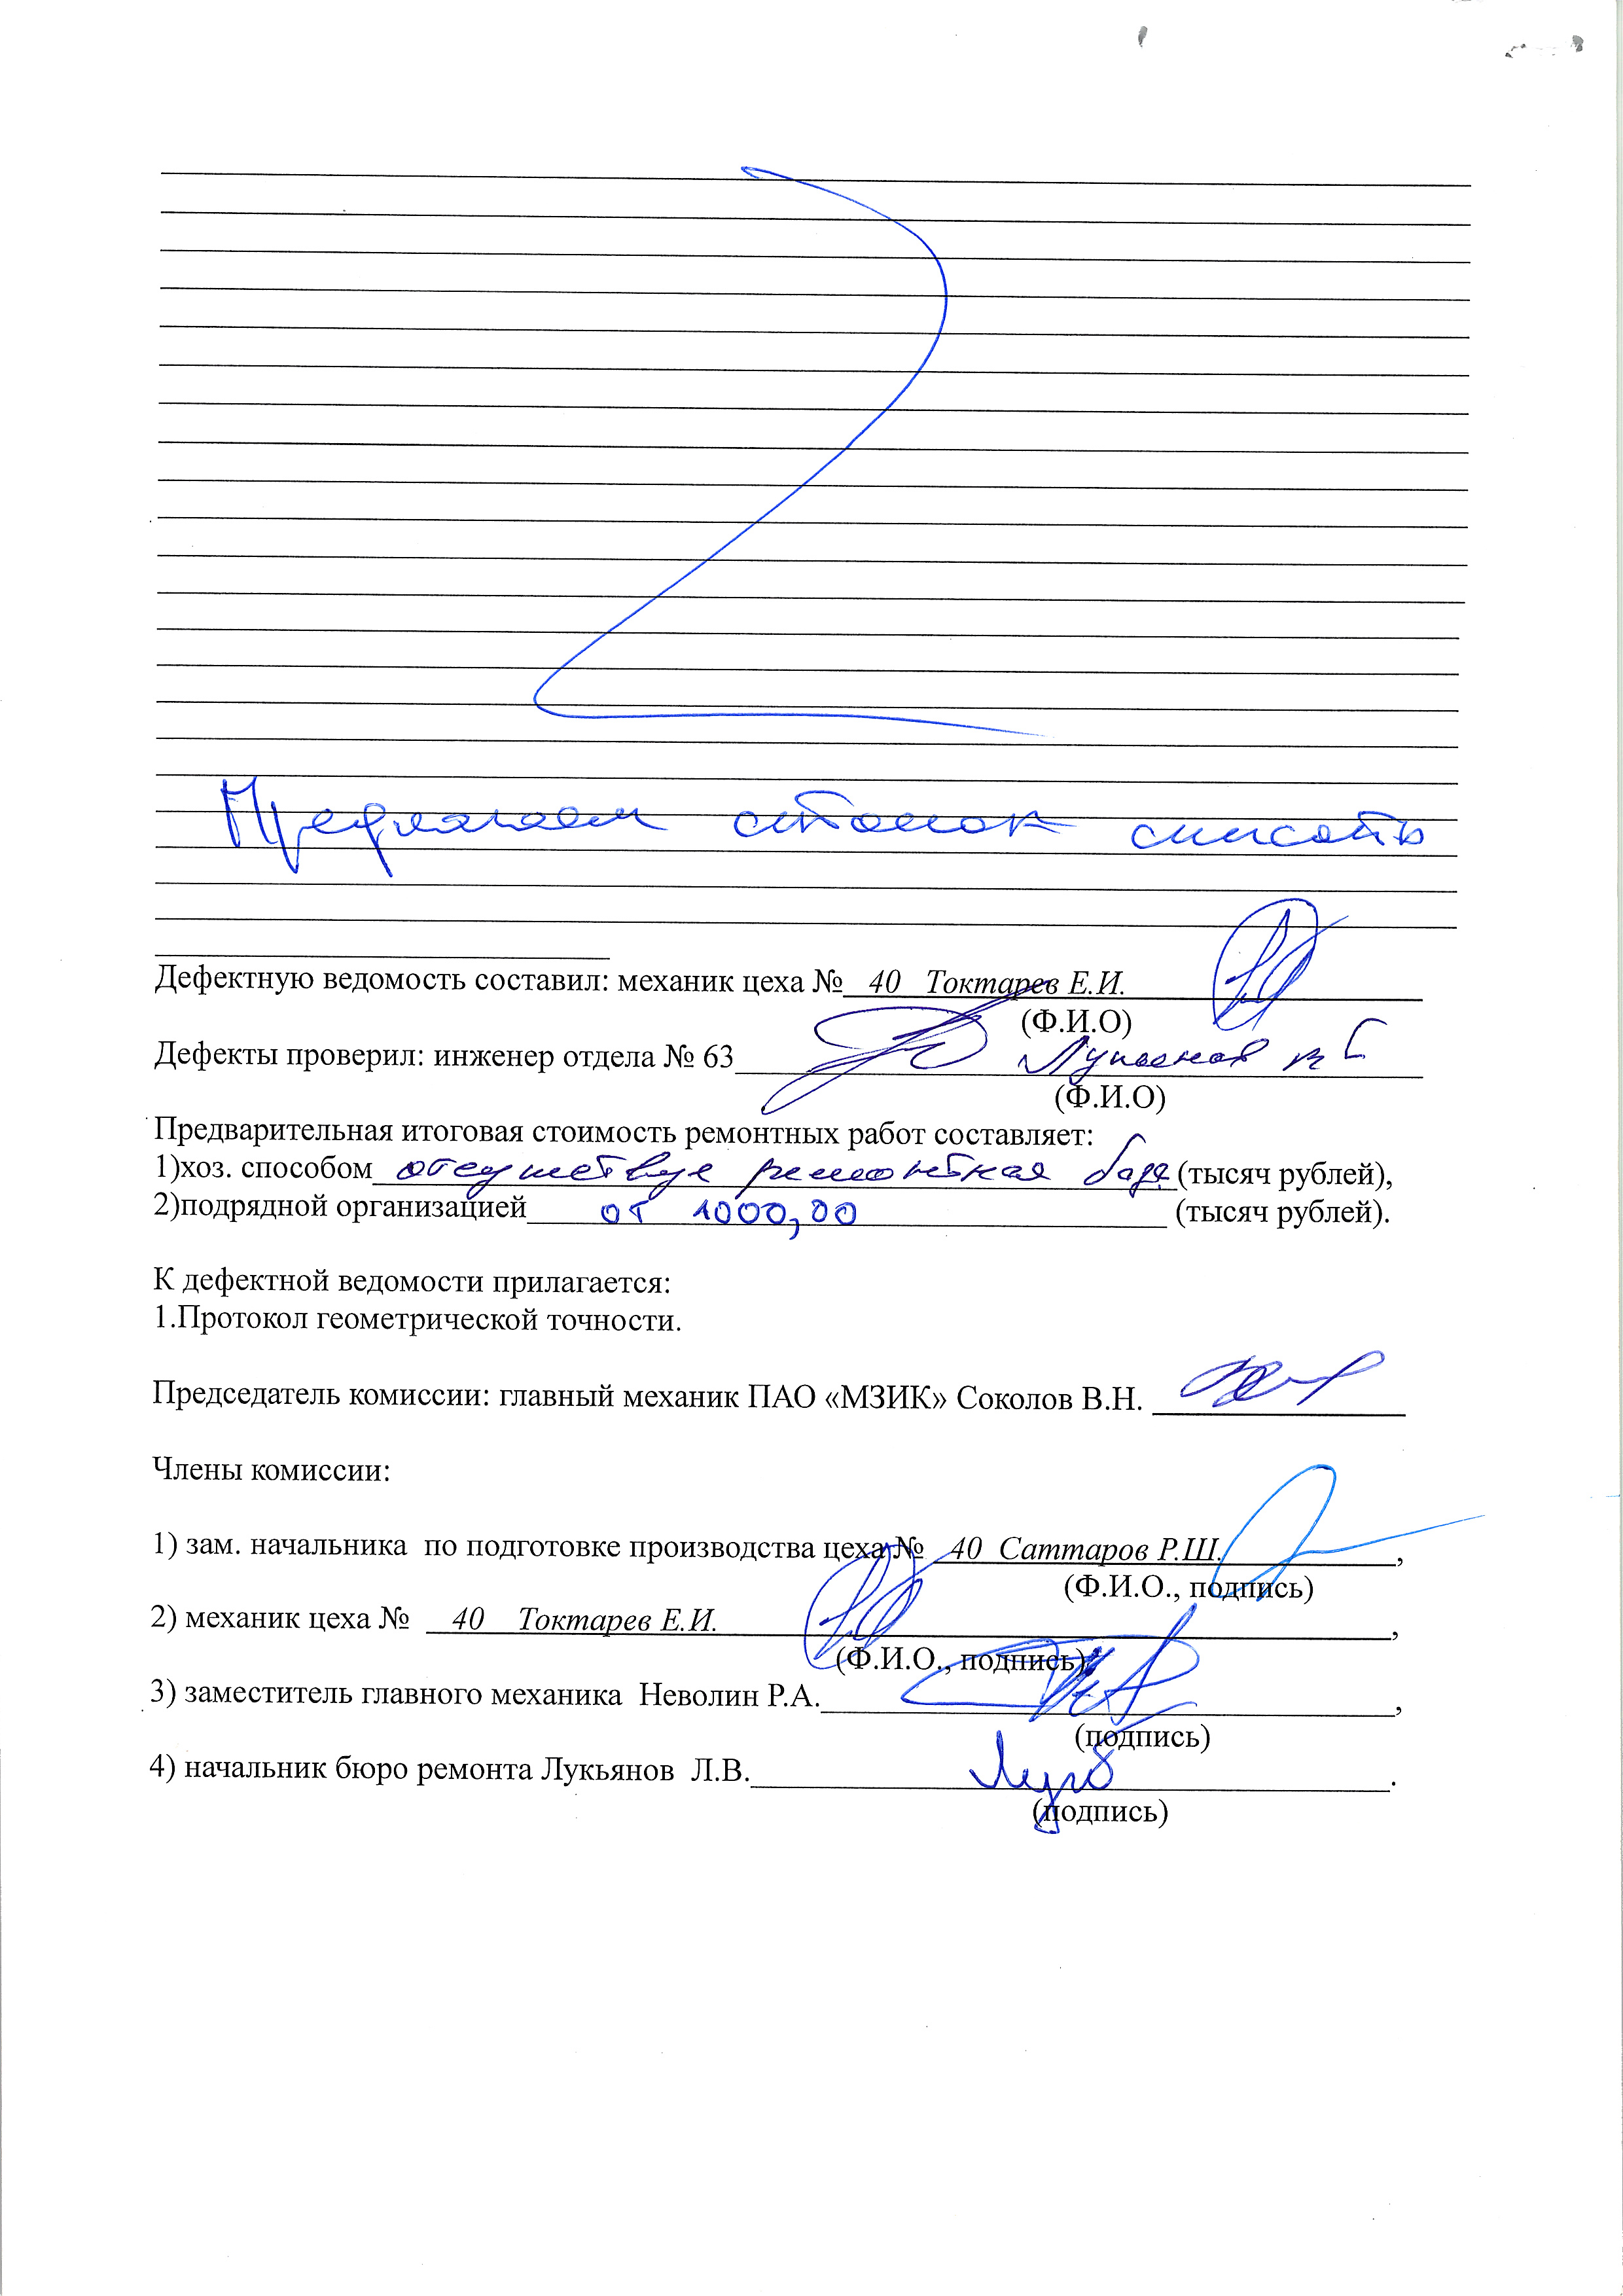 Предлагаем станок списать
Дефектную ведомость составил: механик цеха № 40 Токтарев Е.И.
(Ф.И.О)
Дефекты проверил: инженер отдела № 63
(Ф.И.О)
Предварительная итоговая стоимость ремонтных работ составляет:
1)хоз. способом отсутствуе ремонтная база (тысяч рублей),
2)подрядной организацией от 1000,00 (тысяч рублей).
К дефектной ведомости прилагается:
1.Протокол геометрической точности.
Председатель комиссии: главный механик ПАО «МЗИК» Соколов В.Н.
Члены комиссии:
1) зам. начальника по подготовке производства цеха № 40 Саттаров Р.Ш.,
(Ф.И.О., подпись)
2) механик цеха № 40 Токтарев Е.И. ,
(Ф.И.О., подпись)
3) заместитель главного механика Неволин Р.А. ,
(подпись)
4) начальник бюро ремонта Лукьянов Л.В. .
(подпись)